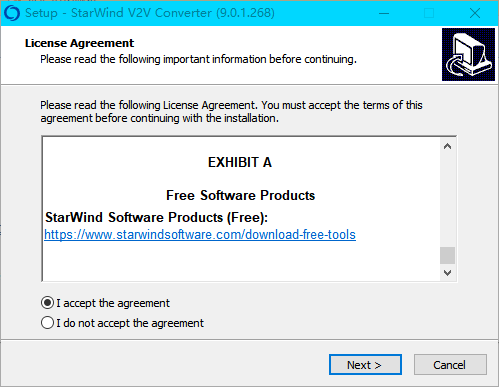 Setup - StarWind V2V Converter (9.0.1.268)
License Agreement
Please read the following important information before continuing.
Please read the following License Agreement. You must accept the terms of this
agreement before continuing with the installation.
EXHIBIT A
Free Software Products
StarWind Software Products (Free):
https://www.starwindsoftware.com/download-free-tools
I accept the agreement
I do not accept the agreement
Next >
Cancel